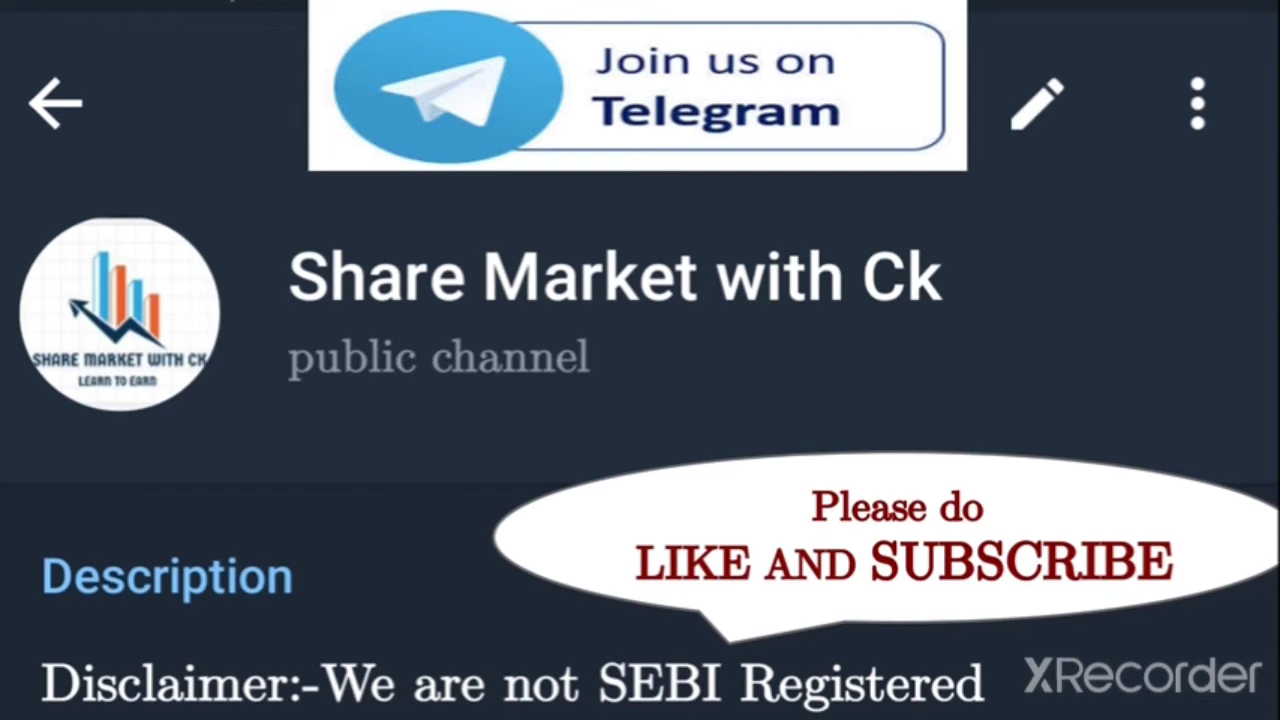 Join us on
Telegram
Share Market with Ck
public channel
SHARE MARKET WITH CK
LEARN TO EARN
Please do
LIKE AND SUBSCRIBE
Description
Disclaimer:-We are not SEBI Registered
XRecorder